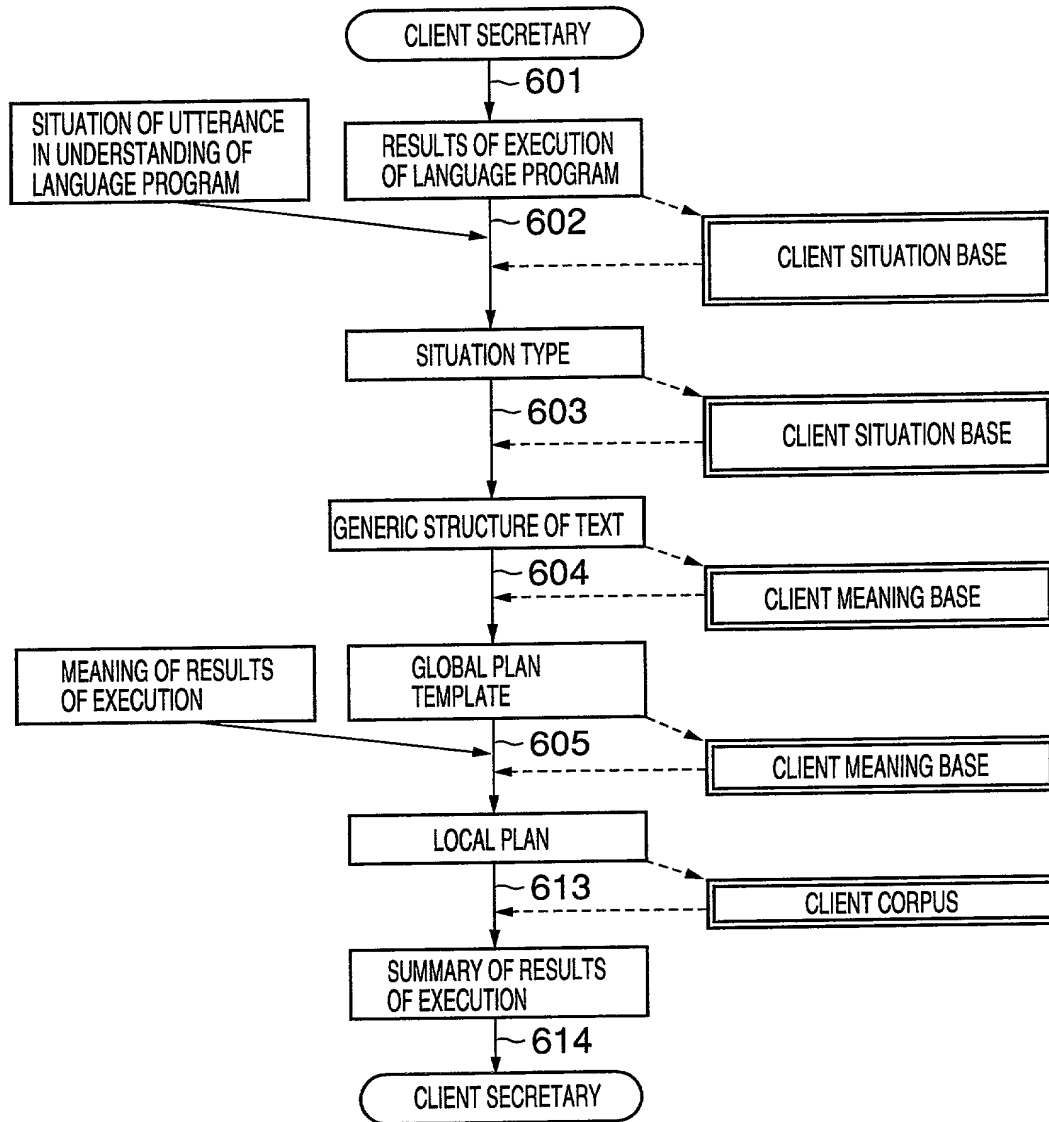 CLIENT SECRETARY
601
SITUATION OF UTTERANCE
IN UNDERSTANDING OF
LANGUAGE PROGRAM
RESULTS OF EXECUTION
OF LANGUAGE PROGRAM
602
CLIENT SITUATION BASE
SITUATION TYPE
603
CLIENT SITUATION BASE
GENERIC STRUCTURE OF TEXT
604
CLIENT MEANING BASE
MEANING OF RESULTS
OF EXECUTION
GLOBAL PLAN
TEMPLATE
605
CLIENT MEANING BASE
LOCAL PLAN
613
CLIENT CORPUS
SUMMARY OF RESULTS
OF EXECUTION
614
CLIENT SECRETARY